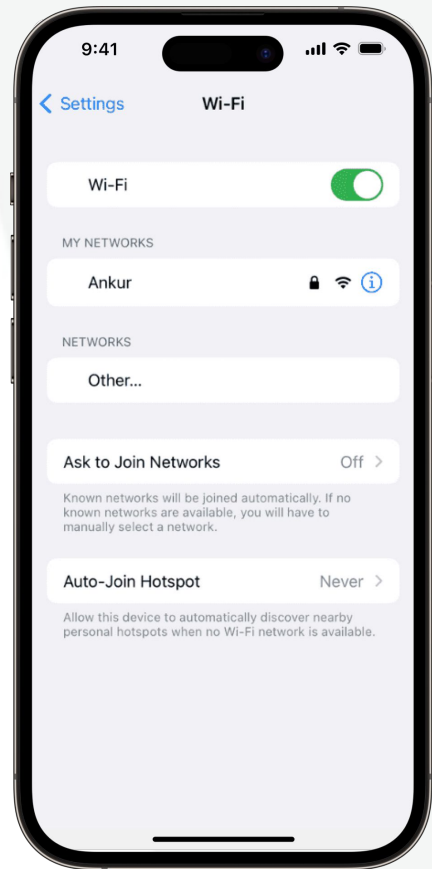 9:41
Settings
Wi-Fi
Wi-Fi
MY NETWORKS
Ankur
NETWORKS
Other...
Ask to Join Networks Off
Known networks will be joined automatically. If no
known networks are available, you will have to
manually select a network.
Auto-Join Hotspot Never
Allow this device to automatically discover nearby
personal hotspots when no Wi-Fi network is available.